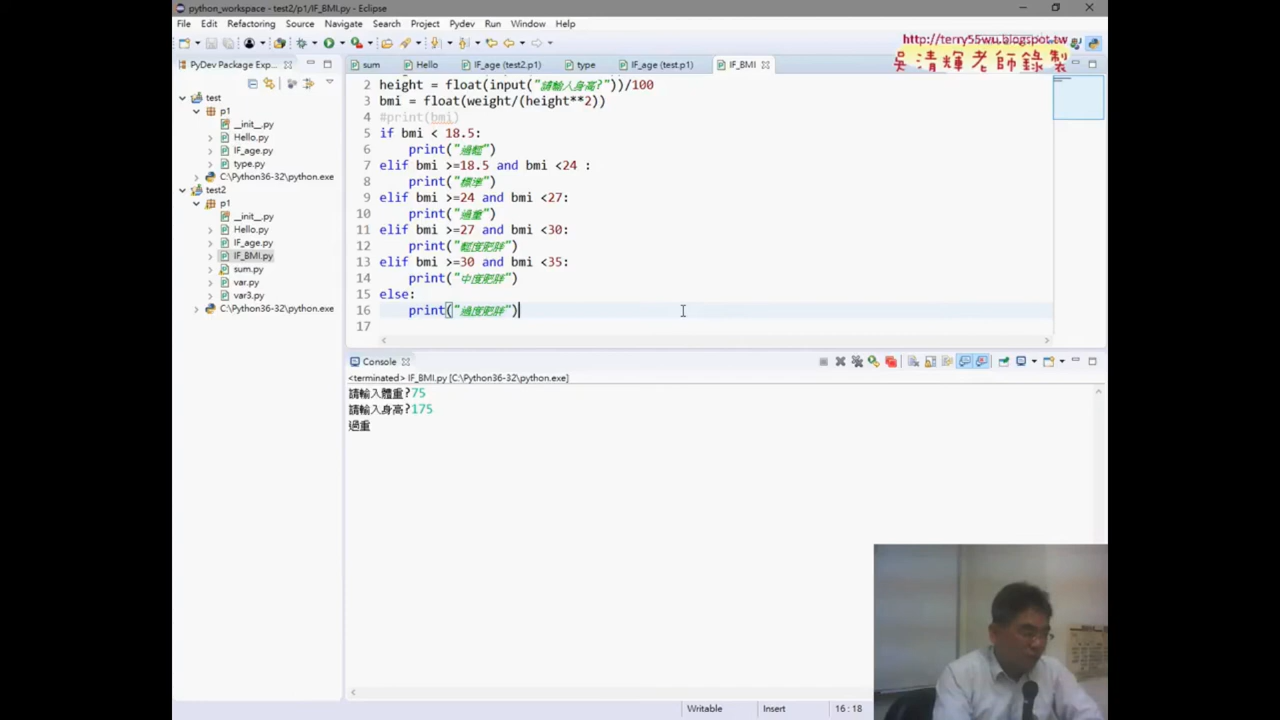 python_workspace - test2/p1/IF_BMI.py - Eclipse
File Edit Refactoring Source Navigate Search Project Pydev Run Window Help
http://terry55wu.blogspot.tw
吳清輝老師錄製
PyDev Package Exp...
sum Hello IF_age (test2.p1) type IF_age (test.p1) IF_BMI
test
p1
__init__.py
Hello.py
IF_age.py
type.py
C:\Python36-32\python.exe
test2
p1
__init__.py
Hello.py
IF_age.py
IF_BMI.py
sum.py
var.py
var3.py
C:\Python36-32\python.exe
2 height = float(input("請輸入身高?"))/100
3 bmi = float(weight/(height**2))
4 #print(bmi)
5 if bmi < 18.5:
6 print("過輕")
7 elif bmi >=18.5 and bmi <24 :
8 print("標準")
9 elif bmi >=24 and bmi <27:
10 print("過重")
11 elif bmi >=27 and bmi <30:
12 print("輕度肥胖")
13 elif bmi >=30 and bmi <35:
14 print("中度肥胖")
15 else:
16 print("過度肥胖")
17
Console
<terminated> IF_BMI.py [C:\Python36-32\python.exe]
請輸入體重?75
請輸入身高?175
過重
Writable Insert 16 : 18